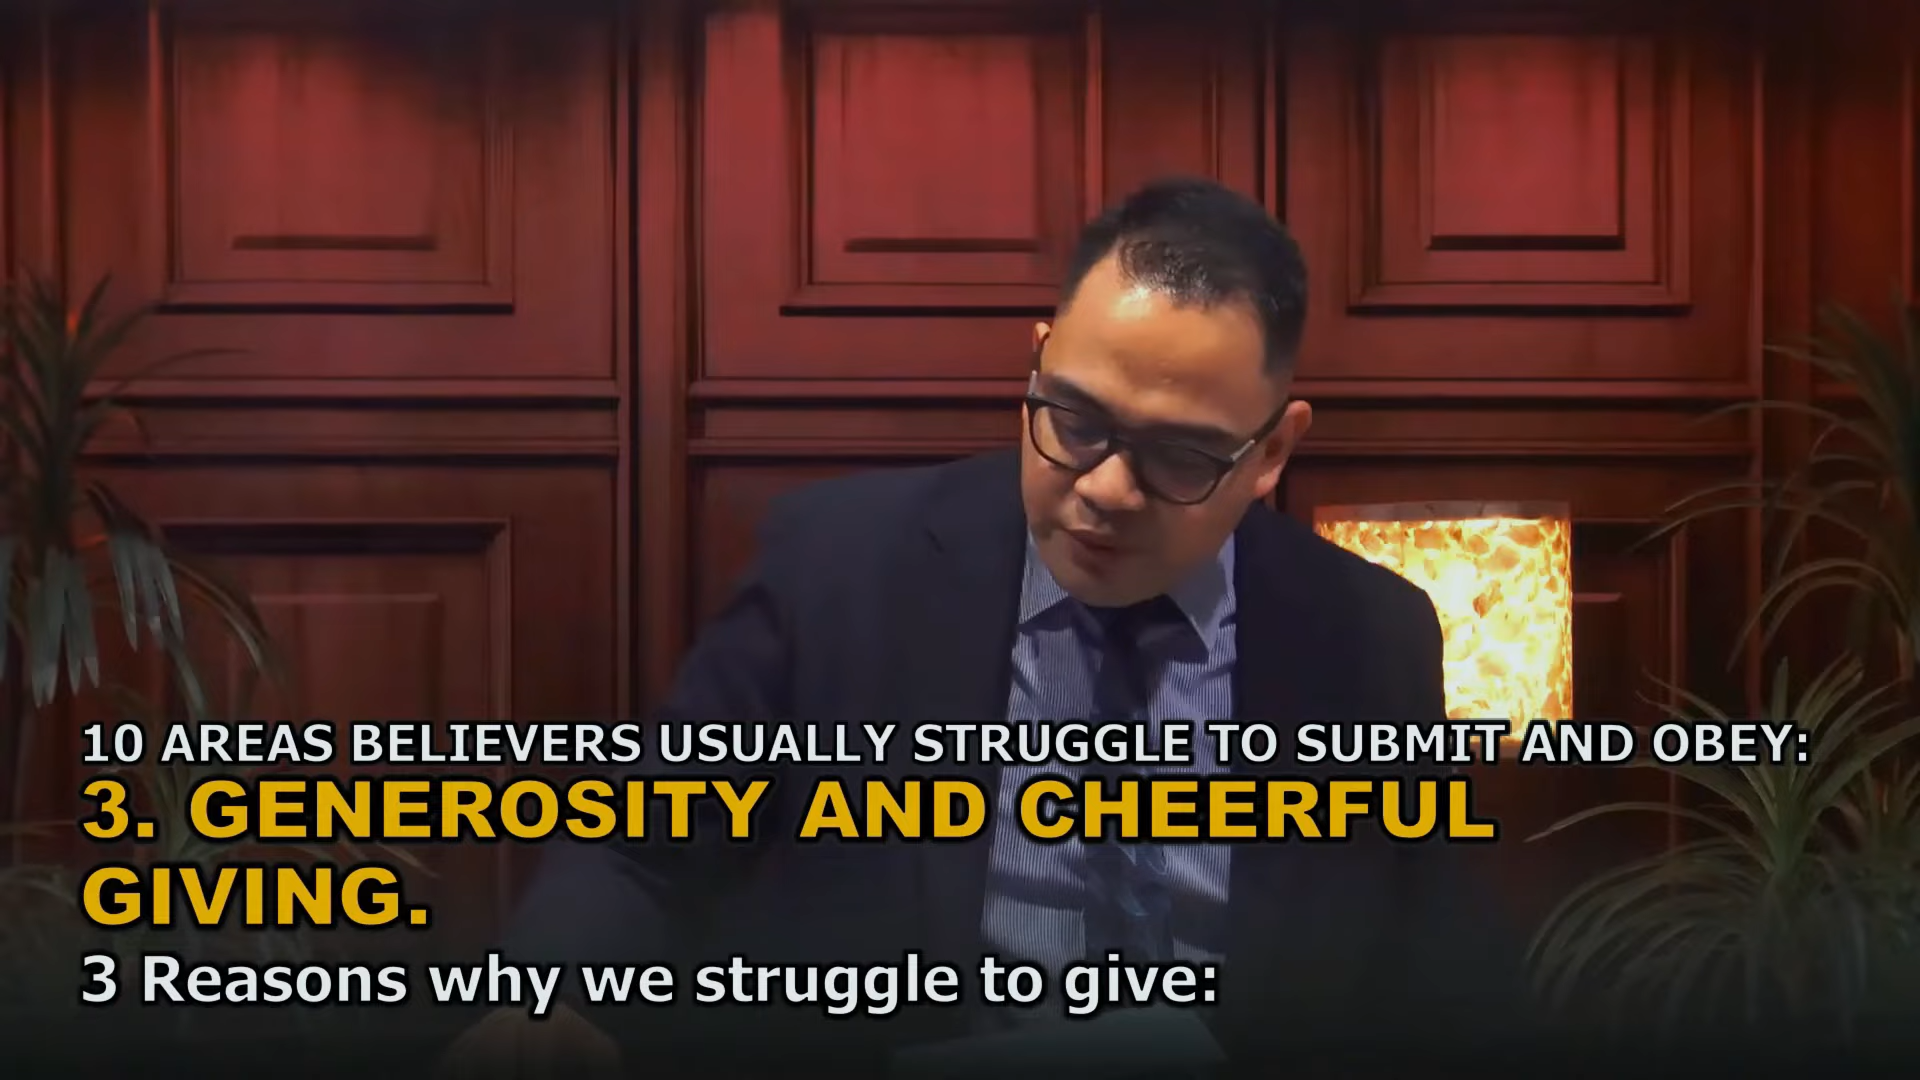 10 AREAS BELIEVERS USUALLY STRUGGLE TO SUBMIT AND OBEY:
3. GENEROSITY AND CHEERFUL
GIVING.
3 Reasons why we struggle to give: